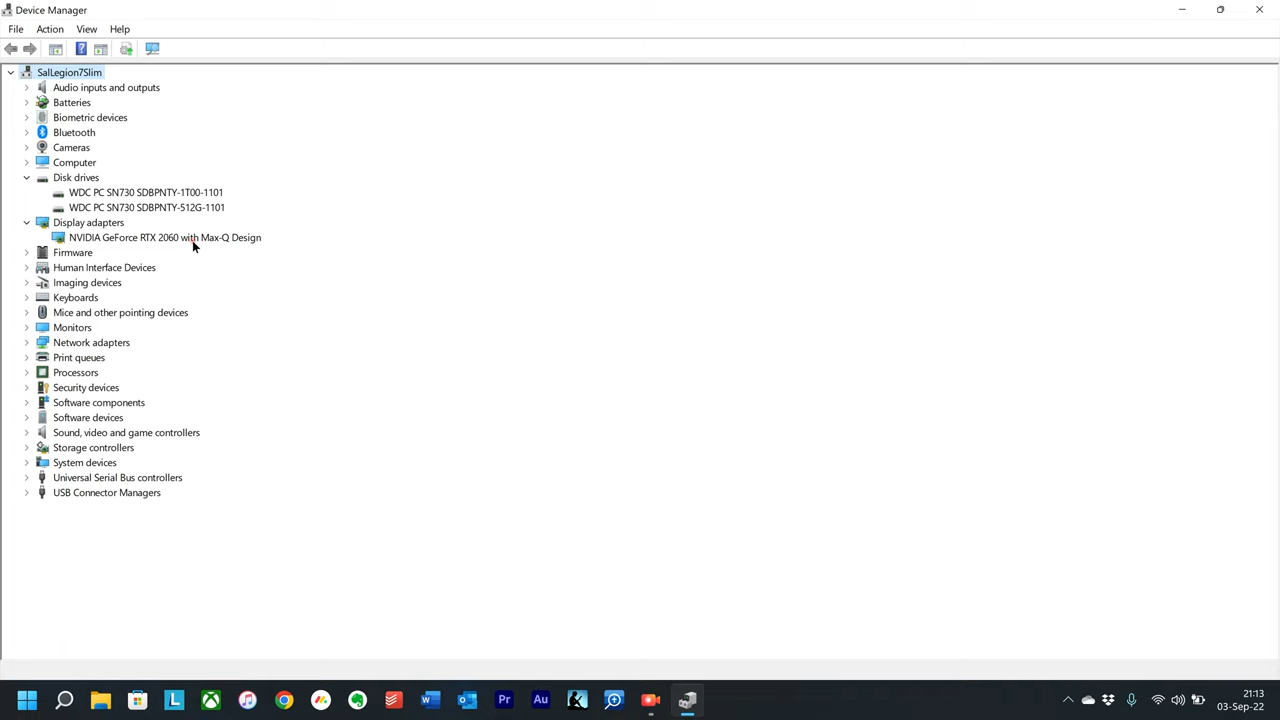 Device Manager
File Action View Help
SalLegion7Slim
Audio inputs and outputs
Batteries
Biometric devices
Bluetooth
Cameras
Computer
Disk drives
WDC PC SN730 SDBPNTY-1T00-1101
WDC PC SN730 SDBPNTY-512G-1101
Display adapters
NVIDIA GeForce RTX 2060 with Max-Q Design
Firmware
Human Interface Devices
Imaging devices
Keyboards
Mice and other pointing devices
Monitors
Network adapters
Print queues
Processors
Security devices
Software components
Software devices
Sound, video and game controllers
Storage controllers
System devices
Universal Serial Bus controllers
USB Connector Managers
L Pr Au
21:13
03-Sep-22